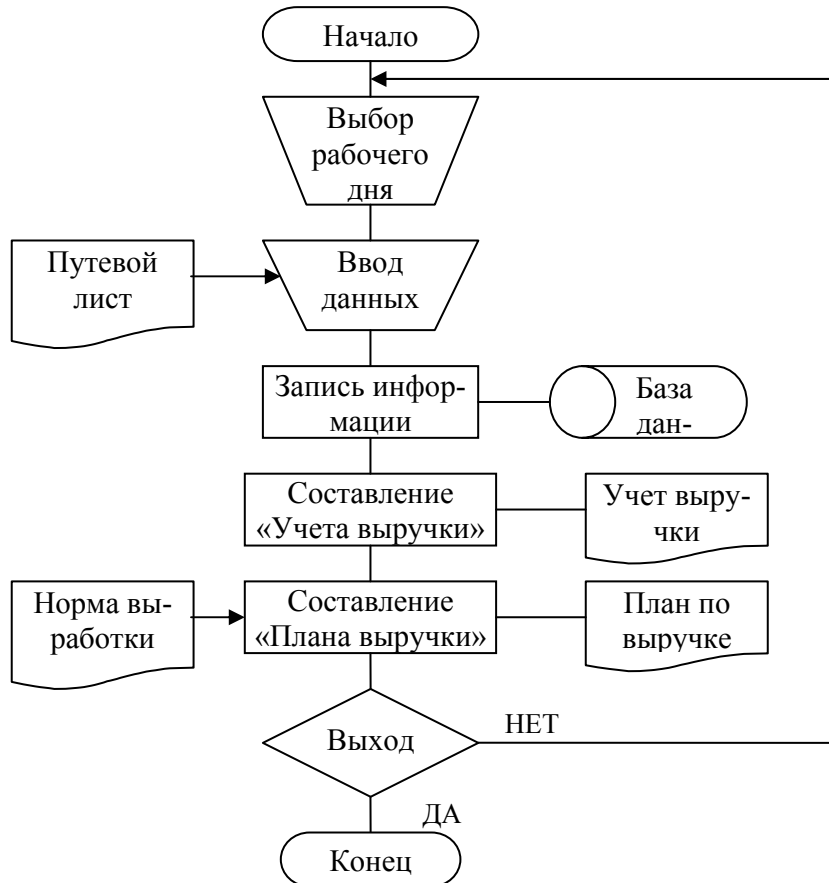 Начало
Выбор
рабочего
дня
Путевой
лист
Ввод
данных
Запись инфор-
мации
База
дан-
Составление
«Учета выручки»
Учет выру-
чки
Норма вы-
работки
Составление
«Плана выручки»
План по
выручке
Выход
НЕТ
ДА
Конец